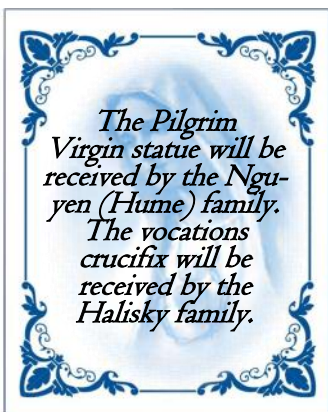 The Pilgrim
Virgin statue will be
received by the Ngu-
yen (Hume) family.
The vocations
crucifix will be
received by the
Halisky family.